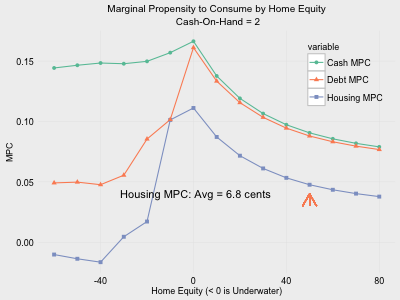 Marginal Propensity to Consume by Home Equity
Cash-On-Hand = 2
variable
Cash MPC
Debt MPC
Housing MPC
0.15
0.10
0.05
0.00
MPC
Housing MPC: Avg = 6.8 cents
-40
0
40
80
Home Equity (< 0 is Underwater)